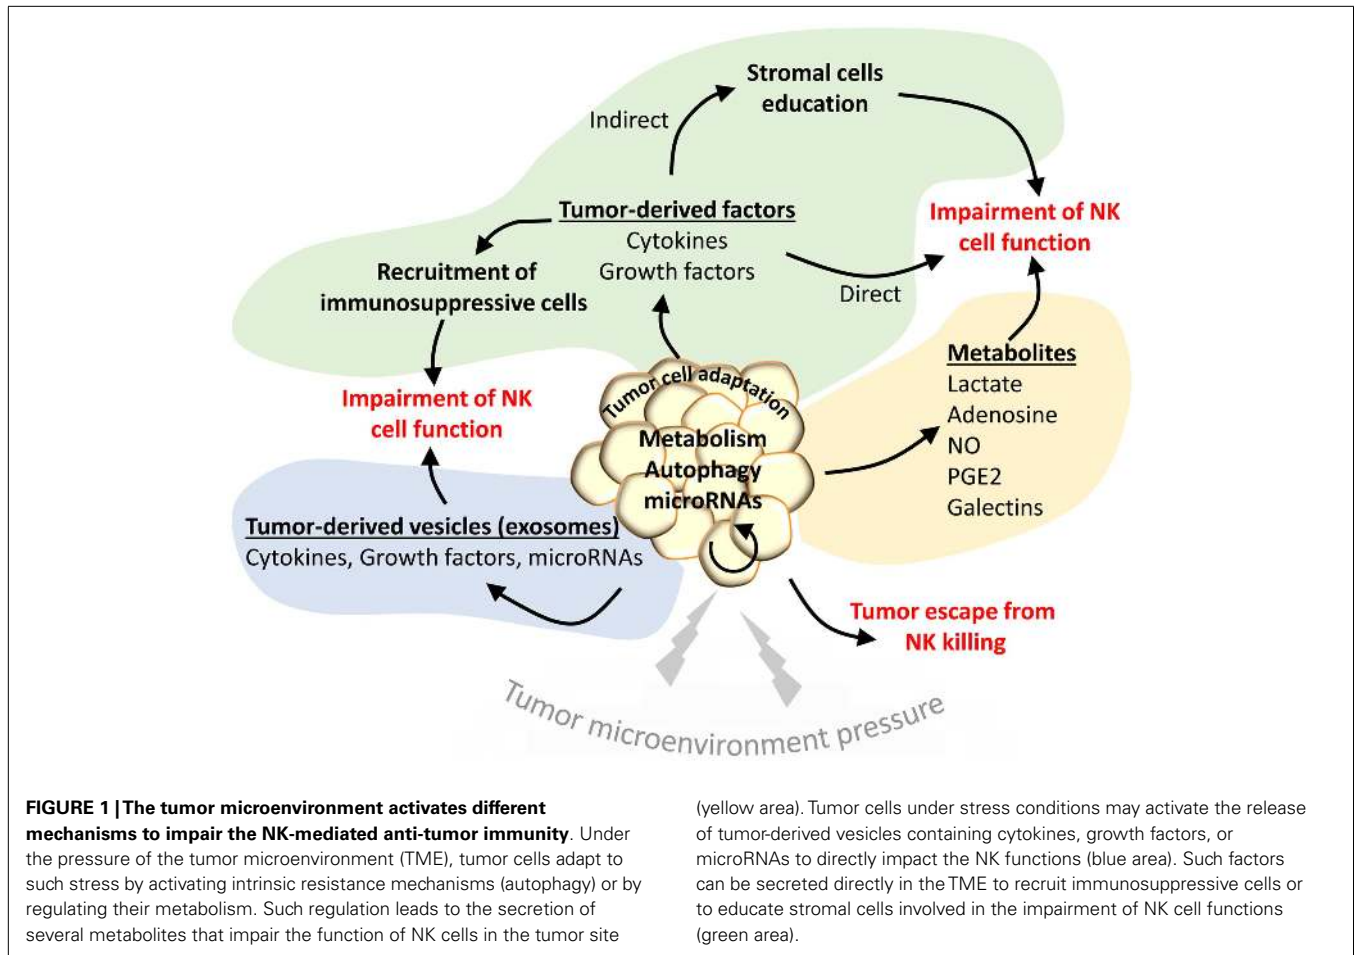 Stromal cells
education
Indirect
Tumor-derived factors
Cytokines
Growth factors
Impairment of NK
cell function
Direct
Recruitment of
immunosuppressive cells
Impairment of NK
cell function
Metabolites
Lactate
Adenosine
NO
PGE2
Galectins
Tumor cell adaptation
Metabolism
Autophagy
microRNAs
Tumor-derived vesicles (exosomes)
Cytokines, Growth factors, microRNAs
Tumor escape from
NK killing
Tumor microenvironment pressure
FIGURE 1 | The tumor microenvironment activates different
mechanisms to impair the NK-mediated anti-tumor immunity. Under
the pressure of the tumor microenvironment (TME), tumor cells adapt to
such stress by activating intrinsic resistance mechanisms (autophagy) or by
regulating their metabolism. Such regulation leads to the secretion of
several metabolites that impair the function of NK cells in the tumor site
(yellow area). Tumor cells under stress conditions may activate the release
of tumor-derived vesicles containing cytokines, growth factors, or
microRNAs to directly impact the NK functions (blue area). Such factors
can be secreted directly in the TME to recruit immunosuppressive cells or
to educate stromal cells involved in the impairment of NK cell functions
(green area).